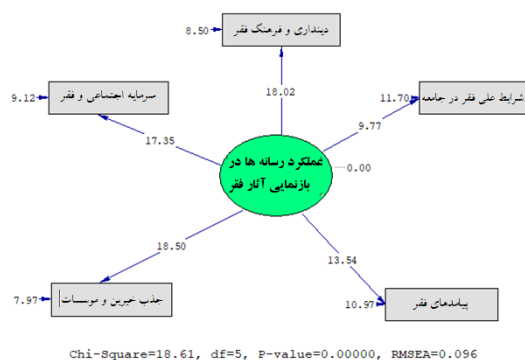 8.50
دینداری و فرهنگ فقر
18.02
9.12
سرمایه اجتماعی و فقر
17.35
11.70
شرایط علی فقر در جامعه
9.77
عملکرد رسانه ها در
بازنمایی آثار فقر
0.00
18.50
13.54
7.97
جذب خیرین و موسسات
10.97
پیامدهای فقر
Chi-Square=18.61, df=5, P-value=0.00000, RMSEA=0.096